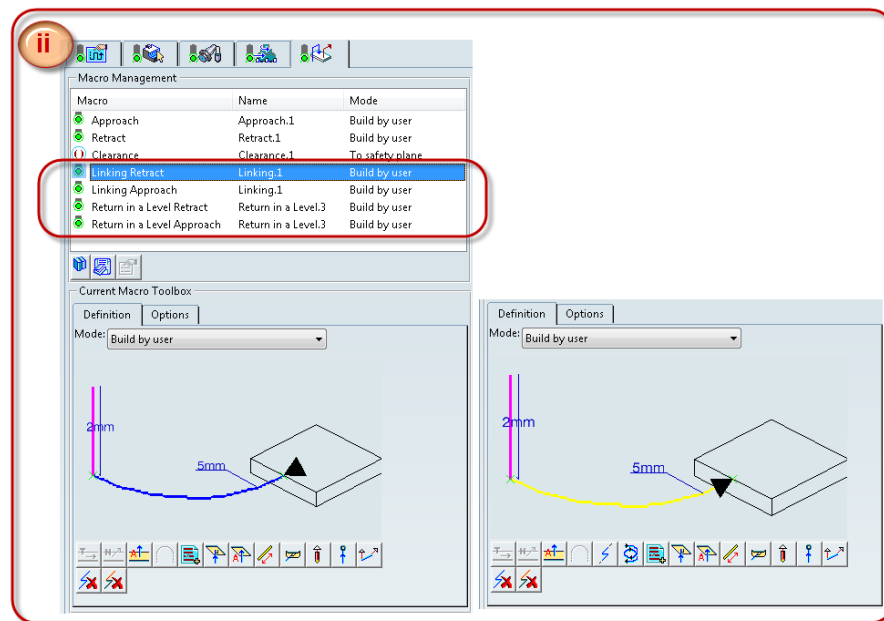 ii
Macro Management
Macro Name Mode
Approach Approach.1 Build by user
Retract Retract.1 Build by user
Clearance Clearance.1 To safety plane
Linking Retract Linking.1 Build by user
Linking Approach Linking.1 Build by user
Return in a Level Retract Return in a Level.3 Build by user
Return in a Level Approach Return in a Level.3 Build by user
Current Macro Toolbox
Definition Options
Mode: Build by user
2mm
5mm
Definition Options
Mode: Build by user
2mm
5mm